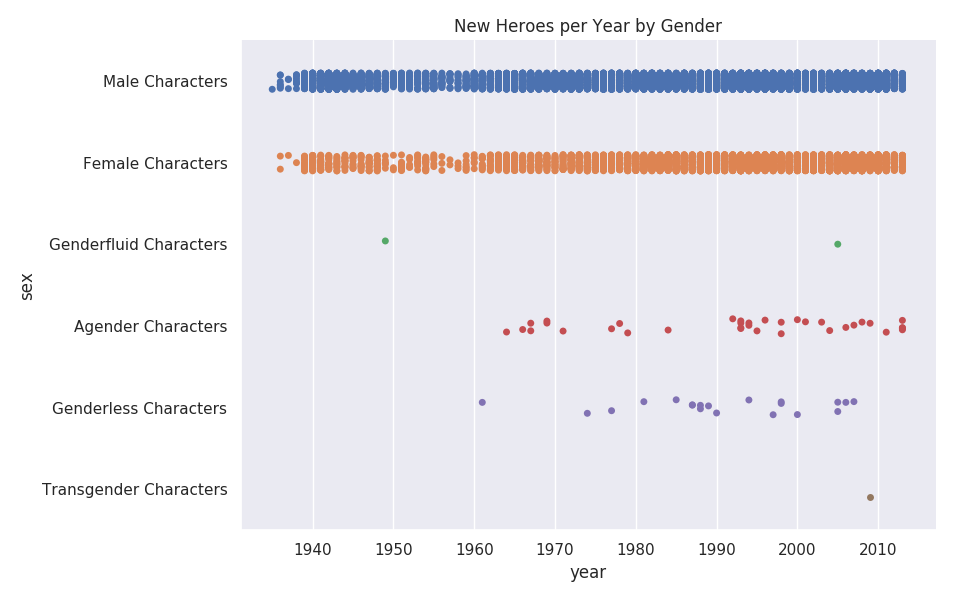 New Heroes per Year by Gender
Male Characters
Female Characters
Genderfluid Characters
Agender Characters
Genderless Characters
Transgender Characters
sex
1940 1950 1960 1970 1980 1990 2000 2010
year